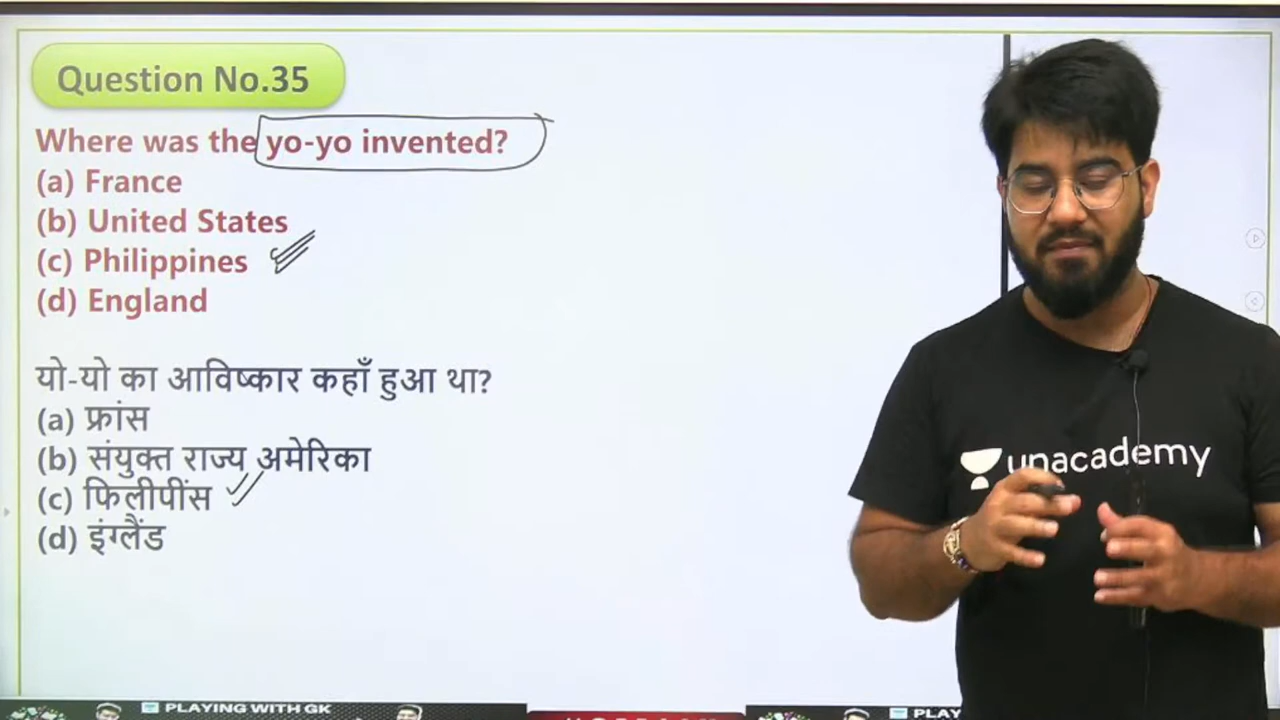 Question No.35
Where was the yo-yo invented?
(a) France
(b) United States
(c) Philippines
(d) England
यो-यो का आविष्कार कहाँ हुआ था?
(a) फ्रांस
(b) संयुक्त राज्य अमेरिका
(c) फिलीपींस
(d) इंग्लैंड
unacademy
PLAYING WITH GK
PLAY